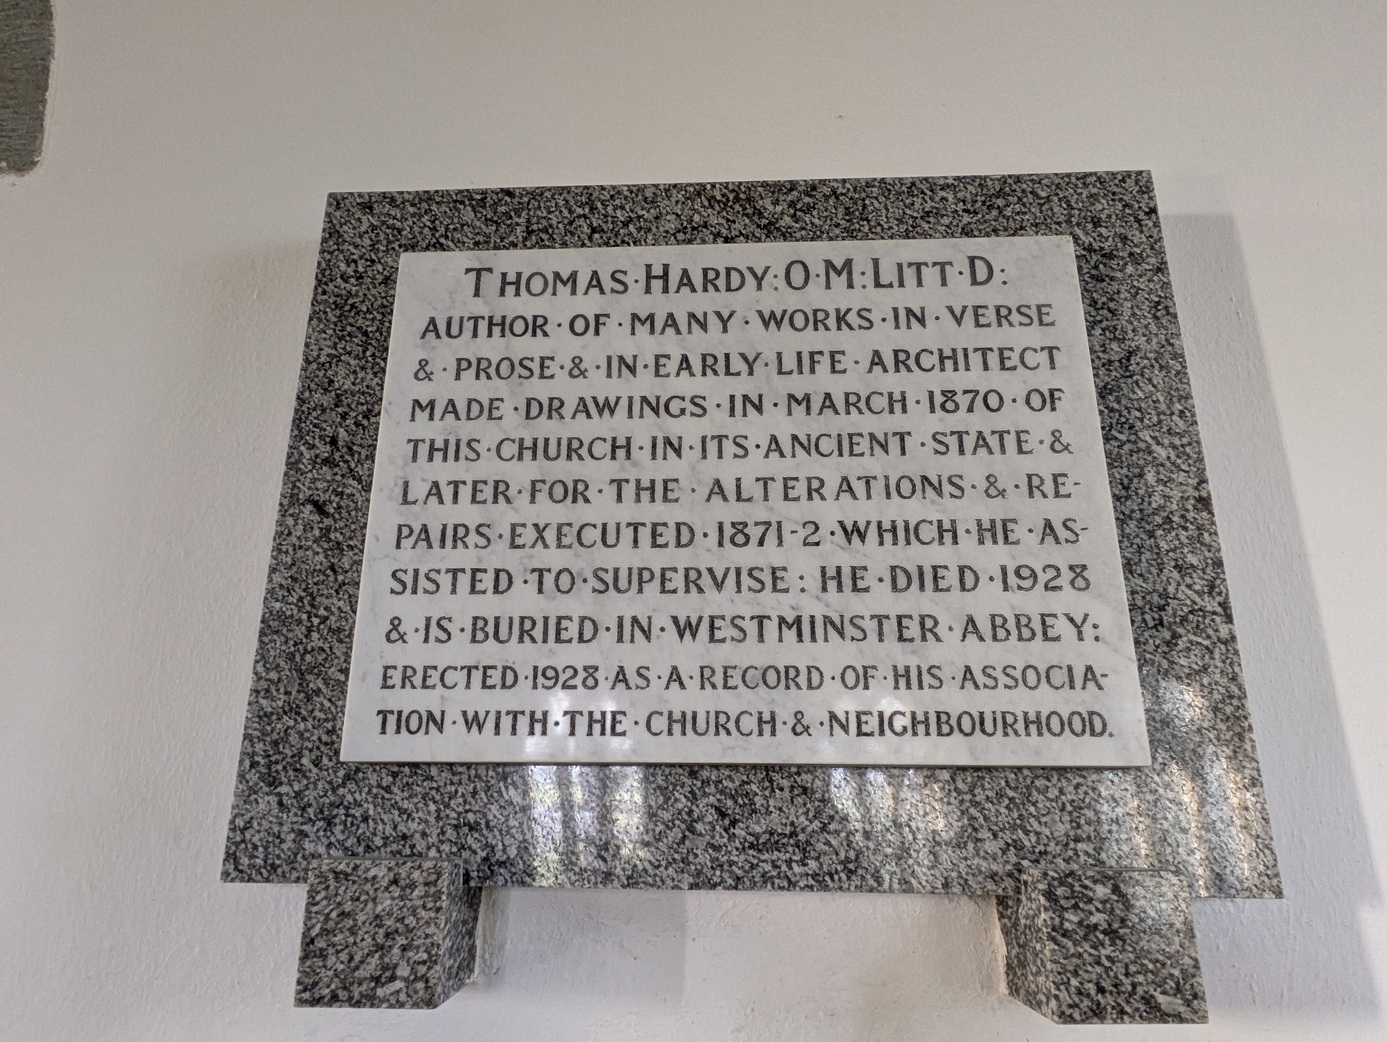 THOMAS·HARDY:O·M:LITT·D:
AUTHOR·OF·MANY·WORKS·IN·VERSE
&·PROSE·&·IN·EARLY·LIFE·ARCHITECT
MADE·DRAWINGS·IN·MARCH·1870·OF
THIS·CHURCH·IN·ITS·ANCIENT·STATE·&
LATER·FOR·THE·ALTERATIONS·&·RE-
PAIRS·EXECUTED·1871-2·WHICH·HE·AS-
SISTED·TO·SUPERVISE: HE·DIED·1928
&·IS·BURIED·IN·WESTMINSTER·ABBEY:
ERECTED·1928·AS·A·RECORD·OF·HIS·ASSOCIA-
TION·WITH·THE·CHURCH·&·NEIGHBOURHOOD.